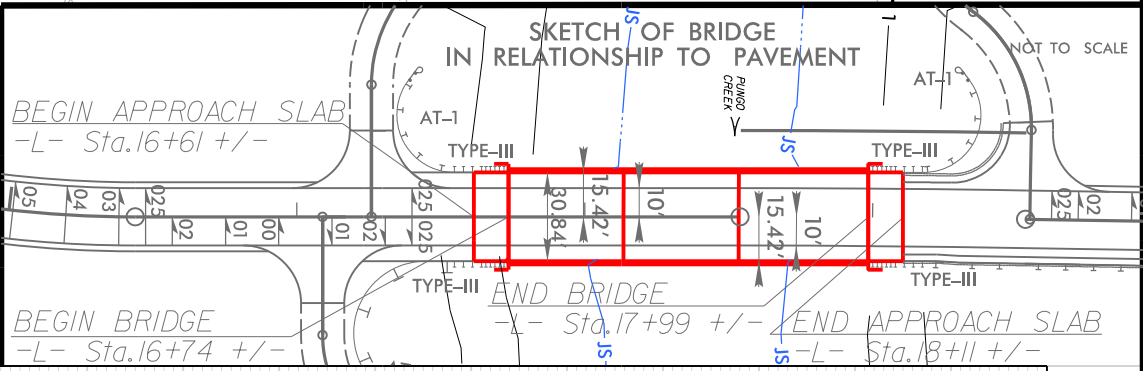 SKETCH OF BRIDGE
IN RELATIONSHIP TO PAVEMENT
NOT TO SCALE
JS
JS
1
PUNGO
CREEK
AT-1
AT-1
BEGIN APPROACH SLAB
-L- Sta.16+61 +/-
TYPE-III
TYPE-III
05
04
03
025
02
01
00
01
02
025
025
30.84'
15.42'
10'
15.42'
10'
025
02
TYPE-III
TYPE-III
BEGIN BRIDGE
-L- Sta.16+74 +/-
END BRIDGE
-L- Sta.17+99 +/-
END APPROACH SLAB
-L- Sta.18+11 +/-
JS
JS